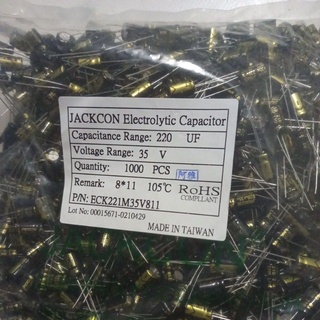 JACKCON Electrolytic Capacitor
Capacitance Range: 220 UF
Voltage Range: 35 V
Quantity: 1000 PCS
Remark: 8*11 105℃ RoHS
COMPLLANT
P/N: ECK221M35V811
Lot No: 00015671-0210429
MADE IN TAIWAN